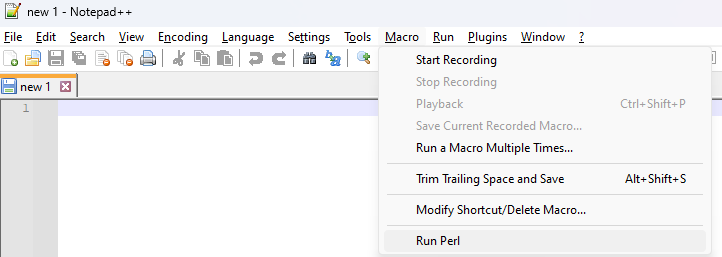 new 1 - Notepad++
File Edit Search View Encoding Language Settings Tools Macro Run Plugins Window ?
Start Recording
Stop Recording
Playback Ctrl+Shift+P
Save Current Recorded Macro...
Run a Macro Multiple Times...
Trim Trailing Space and Save Alt+Shift+S
Modify Shortcut/Delete Macro...
Run Perl
new 1
1